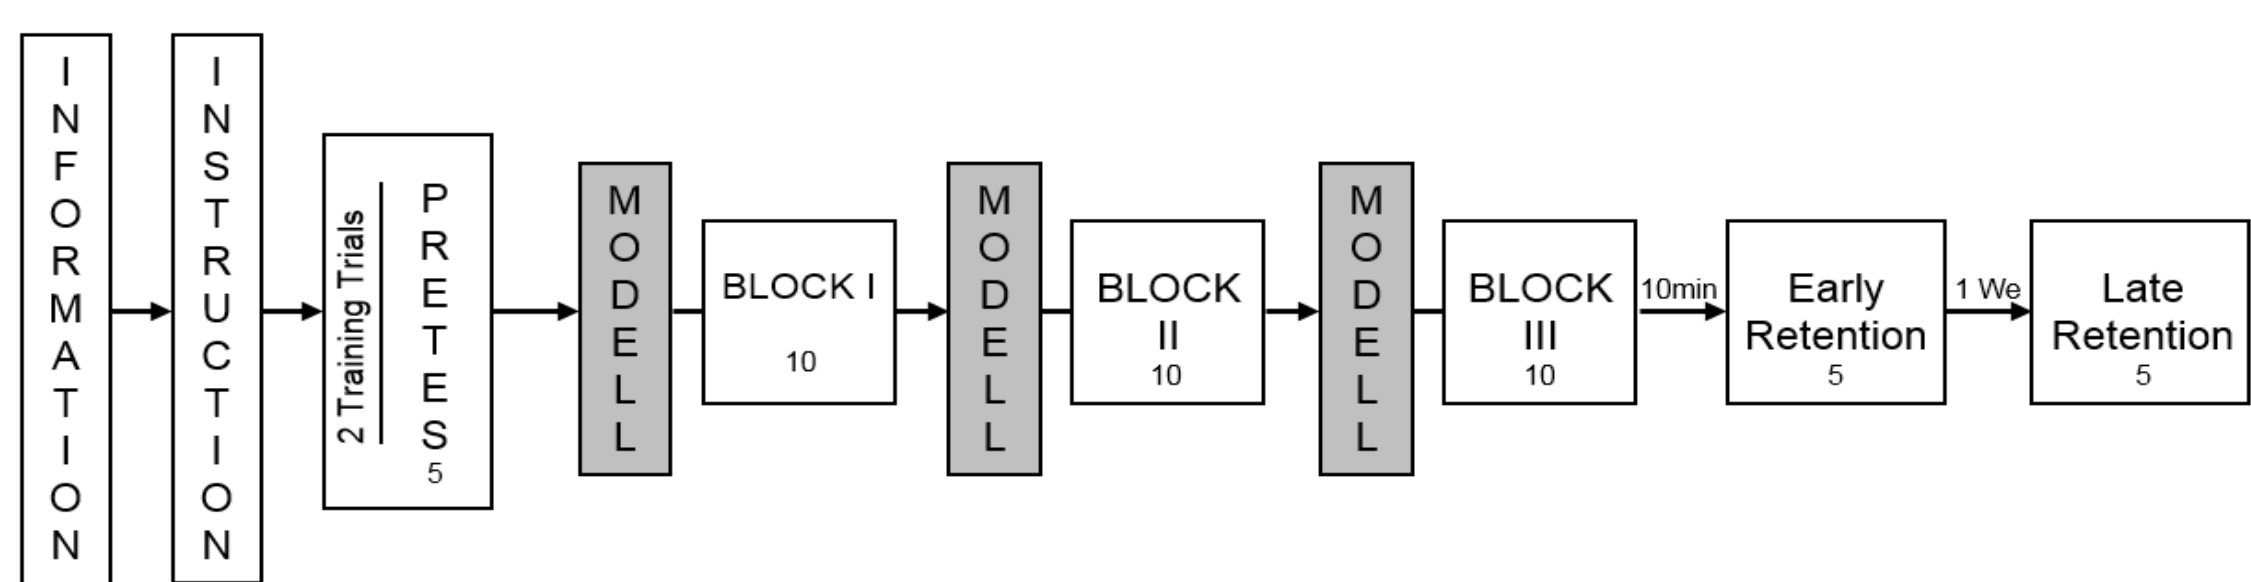 INFORMATION
INSTRUCTION
2 Training Trials
PRETES
5
MODELL
BLOCK I
10
MODELL
BLOCK
II
10
MODELL
BLOCK
III
10
10min
Early
Retention
5
1 We
Late
Retention
5